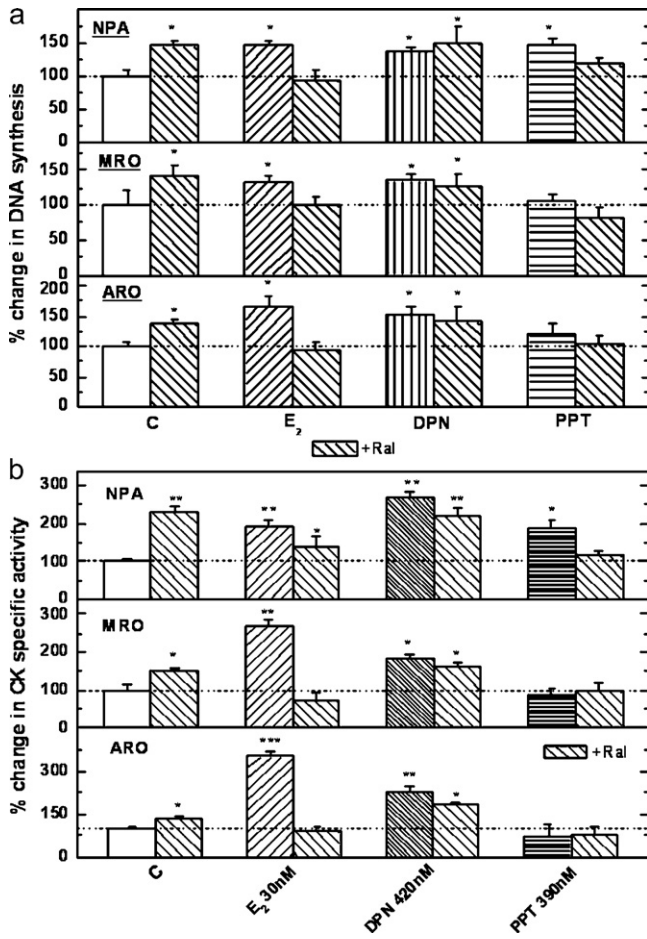 a
% change in DNA synthesis
NPA
150
100
50
0
* * * * * *
MRO
150
100
50
0
* * * *
ARO
200
150
100
50
0
* * * *
C E₂ DPN PPT
+Ral
b
% change in CK specific activity
NPA
300
200
100
0
** ** * ** ** *
MRO
300
200
100
0
* ** * *
ARO
+Ral
300
150
0
* *** ** *
C E₂ 30nM DPN 420nM PPT 390nM